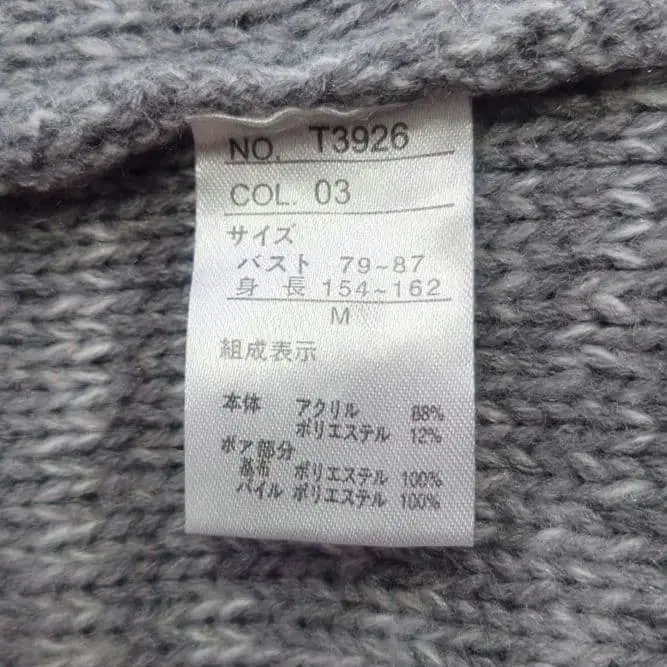 NO. T3926
COL. 03
サイズ
バスト 79~87
身 長 154~162
M
組成表示
本体 アクリル 88%
ポリエステル 12%
ボア部分
基布 ポリエステル 100%
パイル ポリエステル 100%